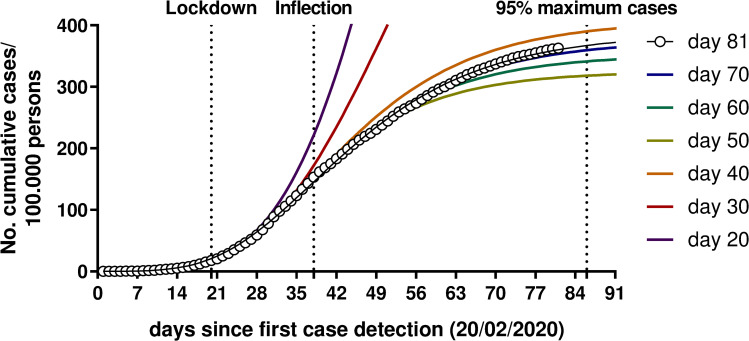 Lockdown Inflection 95% maximum cases
No. cumulative cases/
100.000 persons
400
300
200
100
0
0 7 14 21 28 35 42 49 56 63 70 77 84 91
days since first case detection (20/02/2020)
day 81
day 70
day 60
day 50
day 40
day 30
day 20